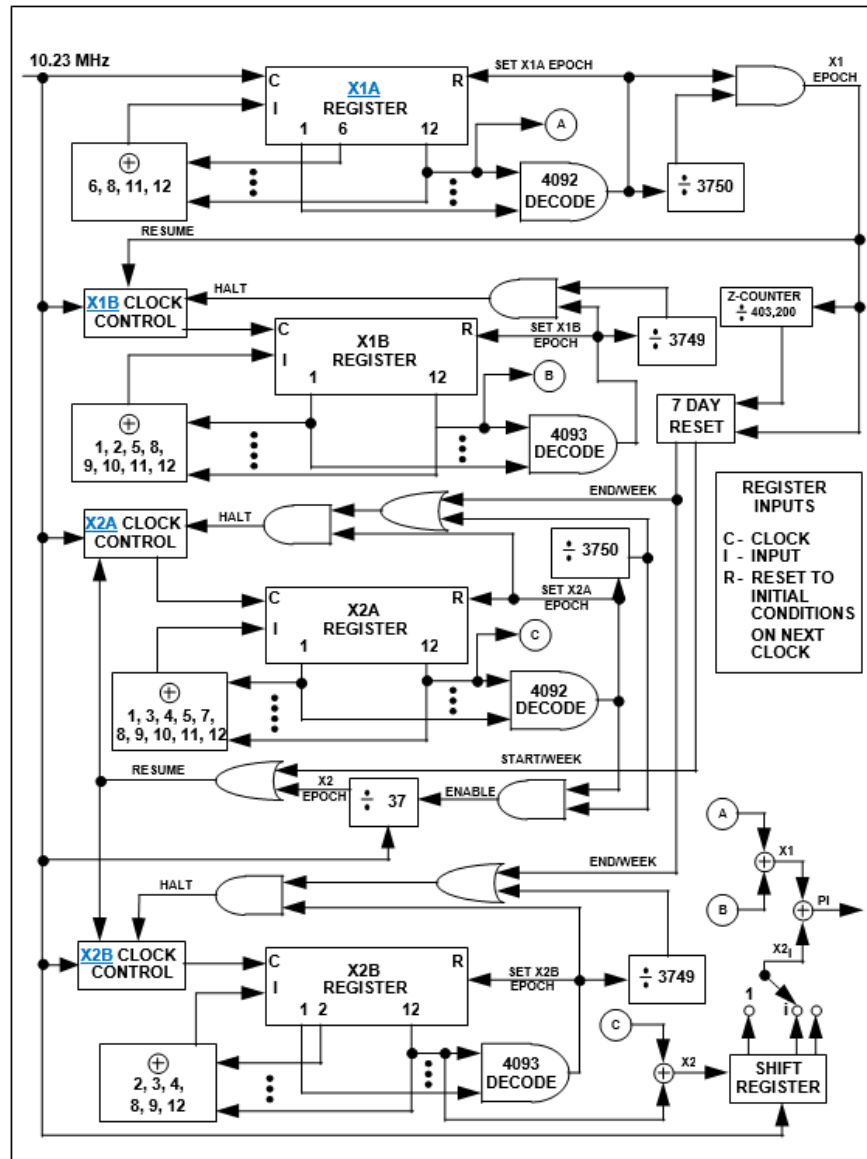 10.23 MHz
C
X1A
REGISTER
R
I
1 6 12
SET X1A EPOCH
X1
EPOCH
A
⊕
6, 8, 11, 12
4092
DECODE
÷ 3750
RESUME
X1B CLOCK
CONTROL
HALT
C
X1B
REGISTER
R
I
1 12
SET X1B
EPOCH
÷ 3749
Z-COUNTER
÷ 403,200
B
⊕
1, 2, 5, 8,
9, 10, 11, 12
4093
DECODE
7 DAY
RESET
END/WEEK
X2A CLOCK
CONTROL
HALT
÷ 3750
C
X2A
REGISTER
R
I
1 12
SET X2A
EPOCH
C
⊕
1, 3, 4, 5, 7,
8, 9, 10, 11, 12
4092
DECODE
REGISTER
INPUTS
C - CLOCK
I - INPUT
R - RESET TO
INITIAL
CONDITIONS
ON NEXT
CLOCK
START/WEEK
RESUME
X2
EPOCH
÷ 37
ENABLE
END/WEEK
HALT
A
X1
B
PI
X2B CLOCK
CONTROL
C
X2B
REGISTER
R
I
1 2 12
SET X2B
EPOCH
÷ 3749
X2I
1 i
C
X2
SHIFT
REGISTER
⊕
2, 3, 4,
8, 9, 12
4093
DECODE